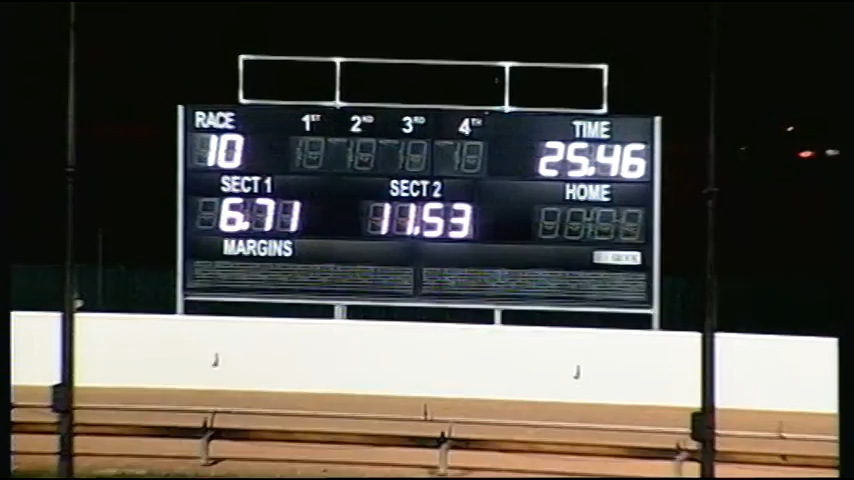 RACE 1ST 2ND 3RD 4TH TIME
10 25.46
SECT 1 SECT 2 HOME
6.71 11.53
MARGINS